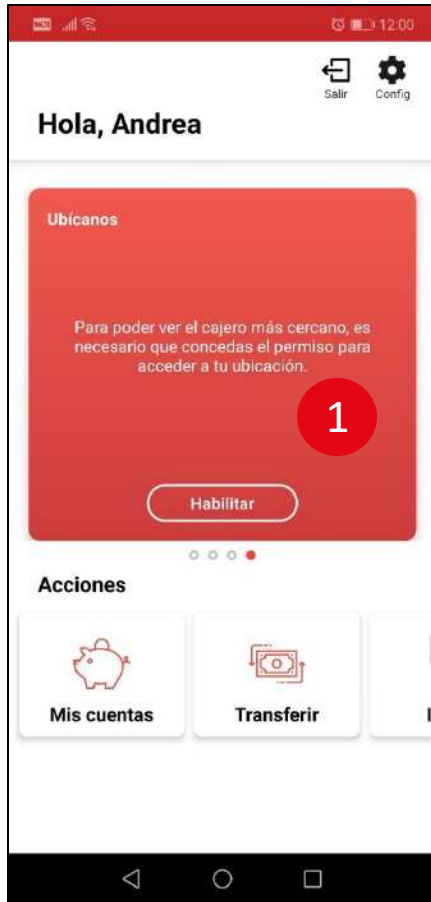 12:00
Salir Config
Hola, Andrea
Ubícanos
Para poder ver el cajero más cercano, es
necesario que concedas el permiso para
acceder a tu ubicación.
1
Habilitar
Acciones
Mis cuentas Transferir